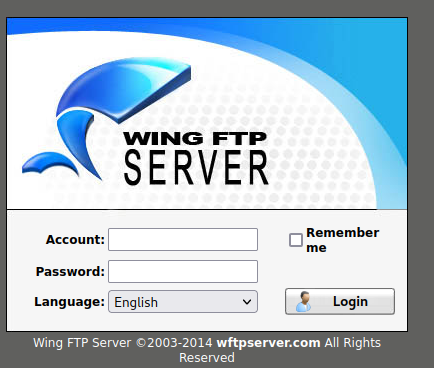 WING FTP
SERVER
Account:
Remember
me
Password:
Language:
English
Login
Wing FTP Server ©2003-2014 wftpserver.com All Rights
Reserved